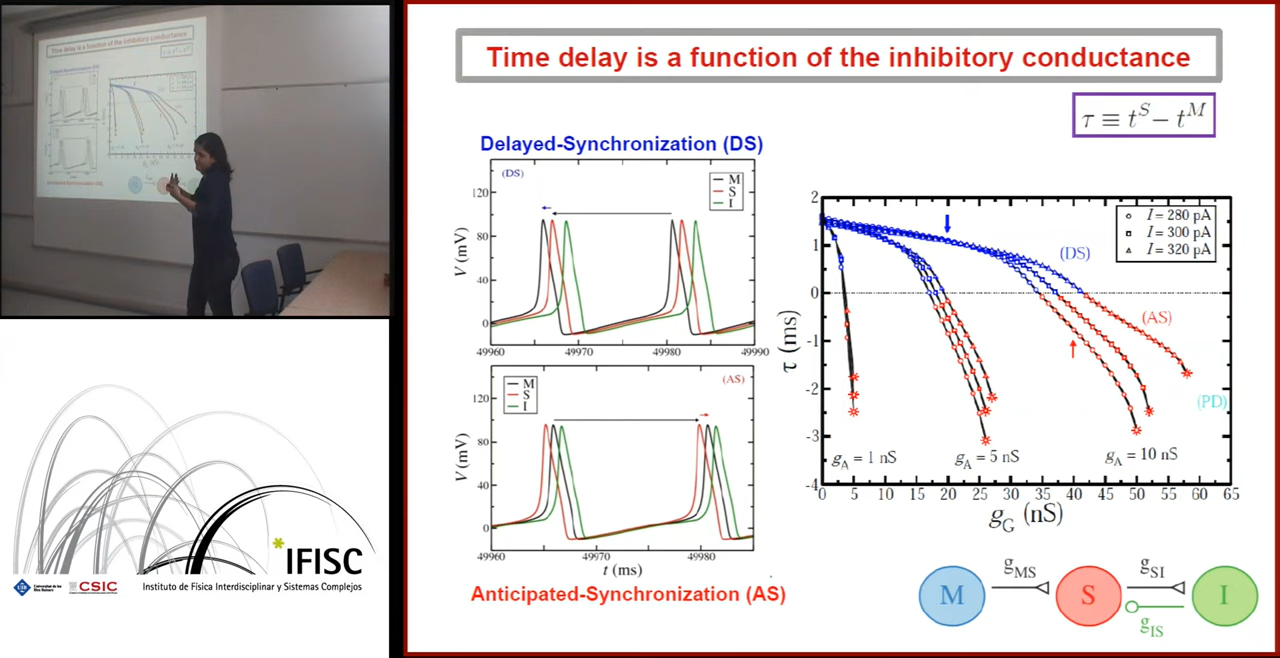 Time delay is a function of the inhibitory conductance
τ ≡ t^S − t^M
Delayed-Synchronization (DS)
(DS)
M
S
I
120
80
40
0
V (mV)
49960 49970 49980 49990
(AS)
M
S
I
120
80
40
0
V (mV)
49960 49970 49980
t (ms)
Anticipated-Synchronization (AS)
I = 280 pA
I = 300 pA
I = 320 pA
(DS)
(AS)
(PD)
2
1
0
-1
-2
-3
-4
τ (ms)
g_A = 1 nS g_A = 5 nS g_A = 10 nS
0 5 10 15 20 25 30 35 40 45 50 55 60 65
g_G (nS)
g_MS g_SI
M S I
g_IS
IFISC
CSIC
Instituto de Física Interdisciplinar y Sistemas Complejos